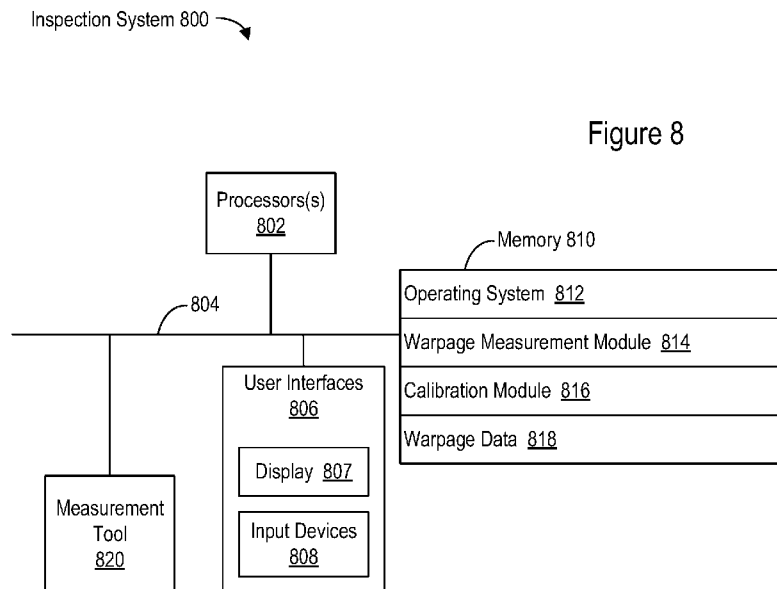 Inspection System 800
Figure 8
Processors(s)
802
804
Memory 810
Operating System 812
Warpage Measurement Module 814
Calibration Module 816
Warpage Data 818
User Interfaces
806
Display 807
Input Devices
808
Measurement
Tool
820